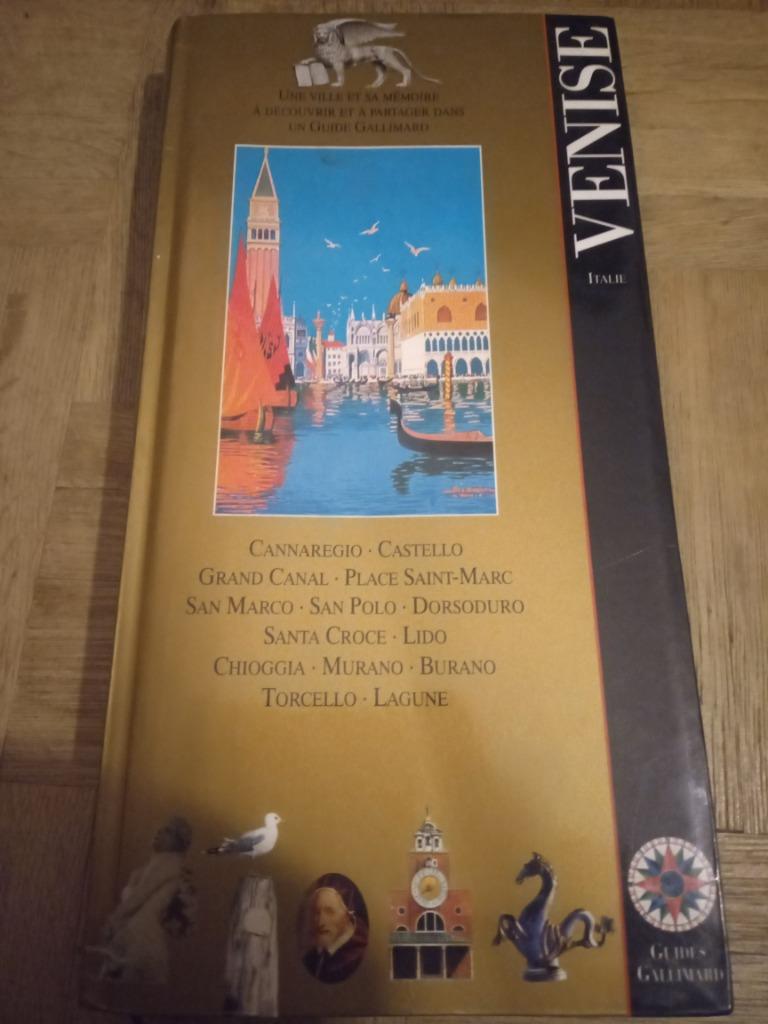 UNE VILLE ET SA MÉMOIRE
À DÉCOUVRIR ET À PARTAGER DANS
UN GUIDE GALLIMARD
VENISE
ITALIE
CANNAREGIO · CASTELLO
GRAND CANAL · PLACE SAINT-MARC
SAN MARCO · SAN POLO · DORSODURO
SANTA CROCE · LIDO
CHIOGGIA · MURANO · BURANO
TORCELLO · LAGUNE
GUIDES
GALLIMARD